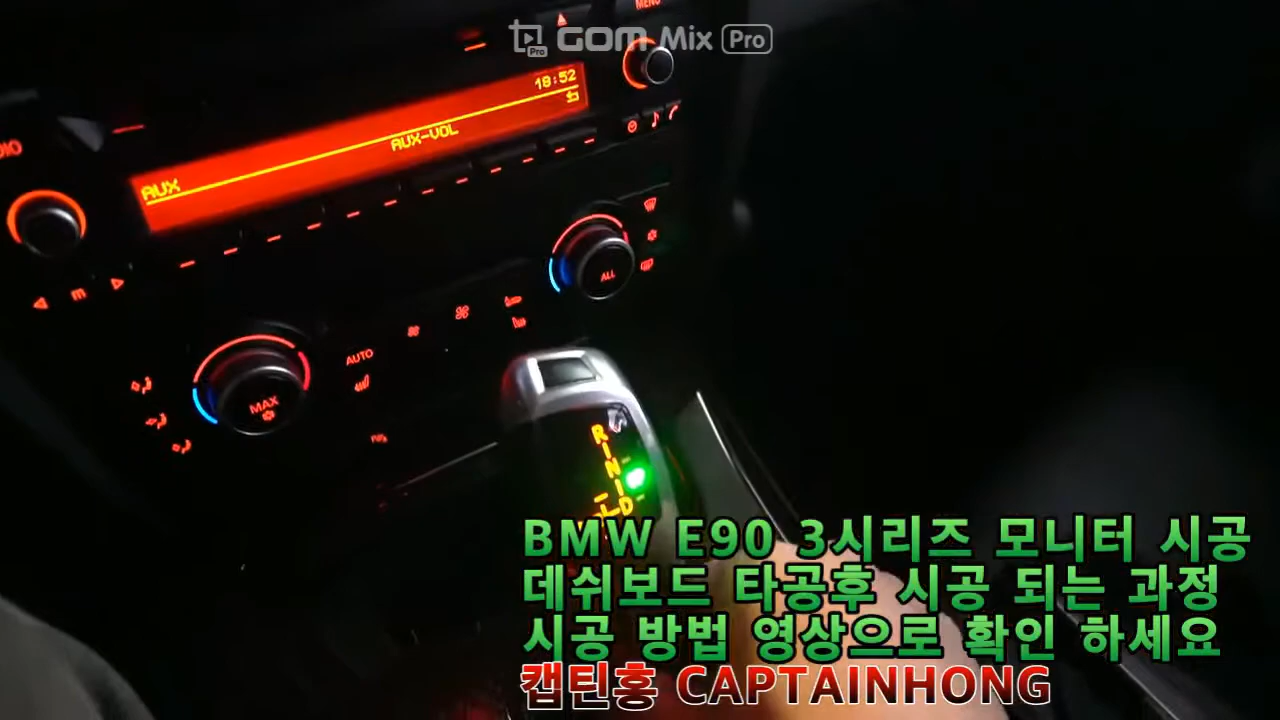 GOM Mix Pro
Pro
MENU
18:52
AUX-VOL
AUX
m
ALL
AUTO
MAX
R
N
D
BMW E90 3시리즈 모니터 시공
데쉬보드 타공후 시공 되는 과정
시공 방법 영상으로 확인 하세요
캡틴홍 CAPTAINHONG